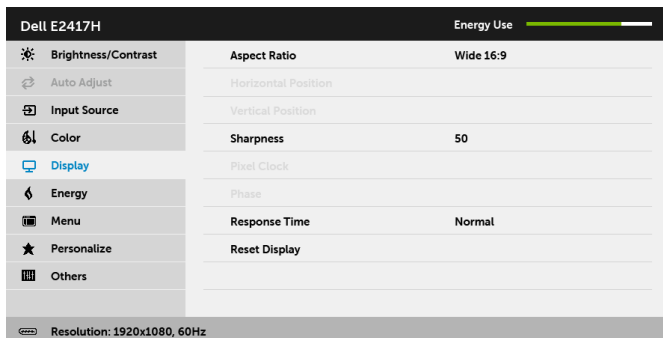 Dell E2417H Energy Use
Brightness/Contrast Aspect Ratio Wide 16:9
Auto Adjust Horizontal Position
Input Source Vertical Position
Color Sharpness 50
Display Pixel Clock
Energy Phase
Menu Response Time Normal
Personalize Reset Display
Others
Resolution: 1920x1080, 60Hz